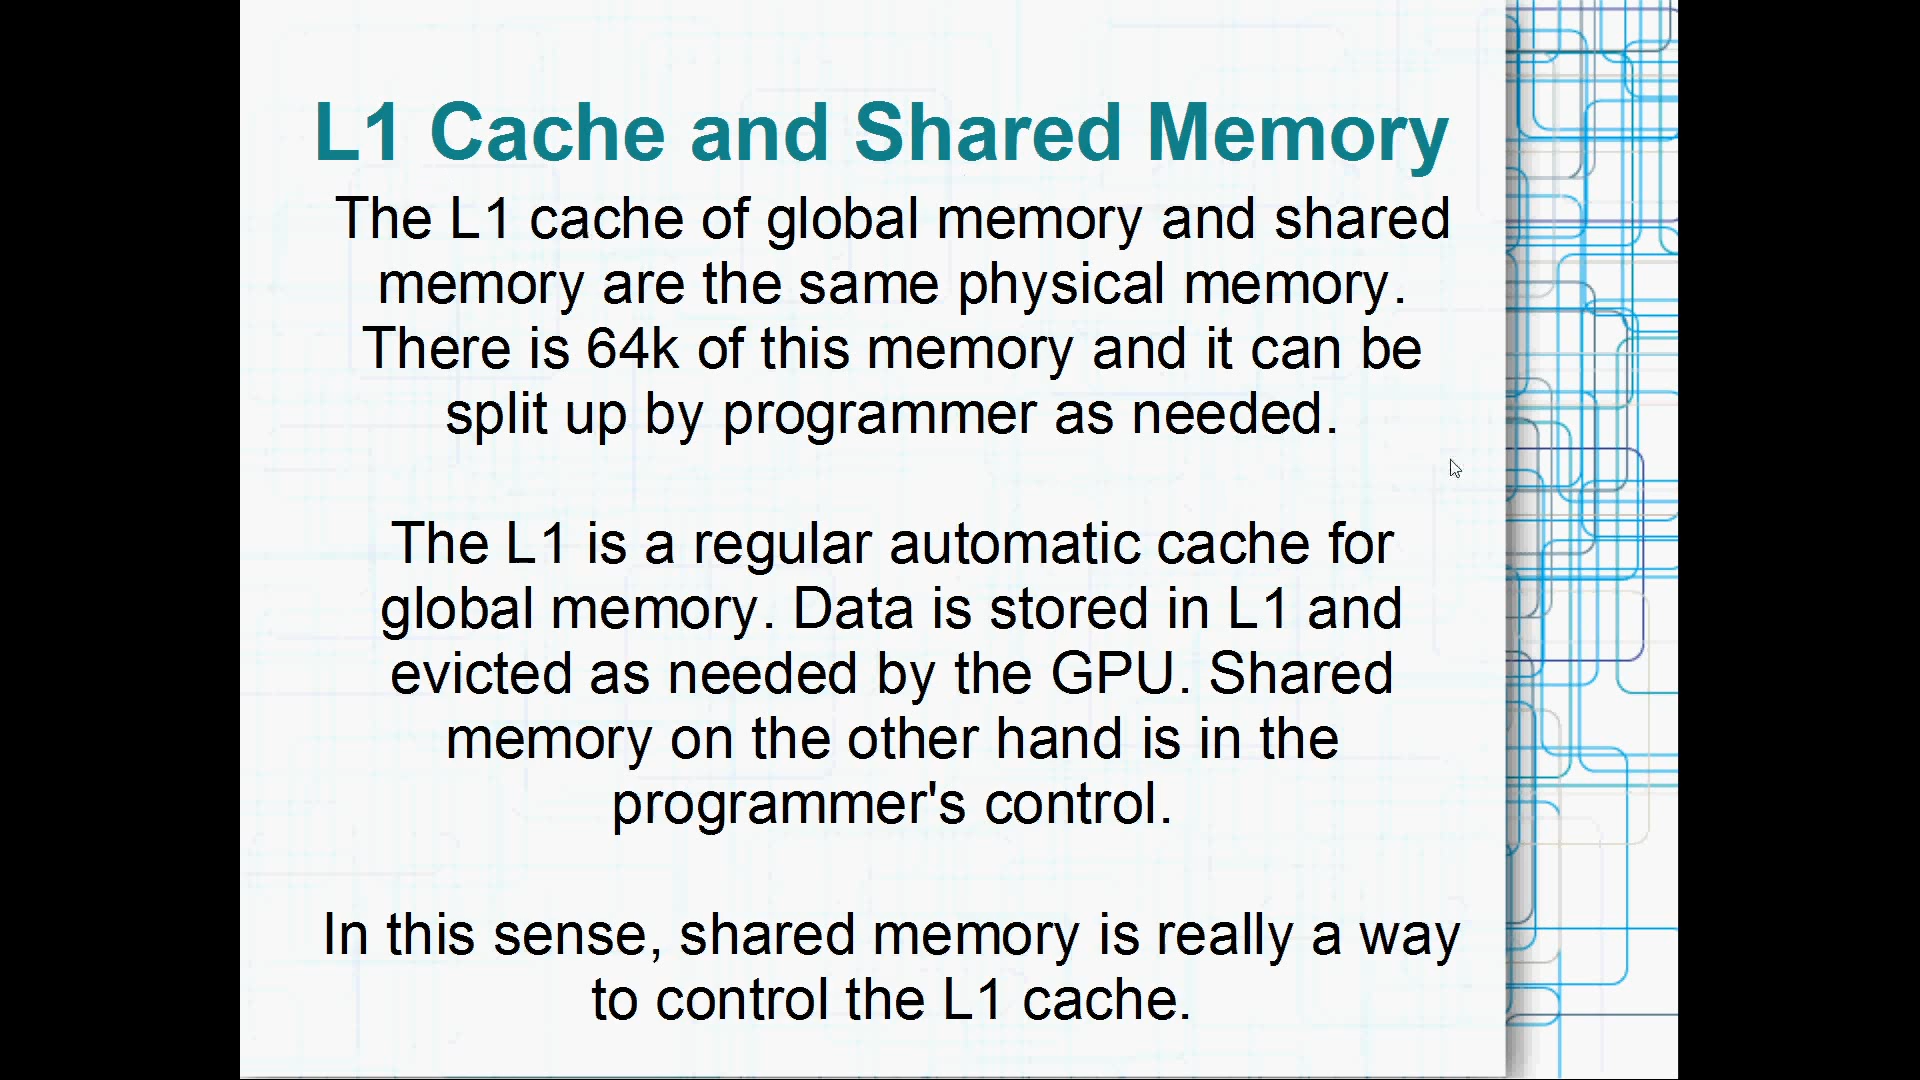 L1 Cache and Shared Memory
The L1 cache of global memory and shared
memory are the same physical memory.
There is 64k of this memory and it can be
split up by programmer as needed.
The L1 is a regular automatic cache for
global memory. Data is stored in L1 and
evicted as needed by the GPU. Shared
memory on the other hand is in the
programmer's control.
In this sense, shared memory is really a way
to control the L1 cache.